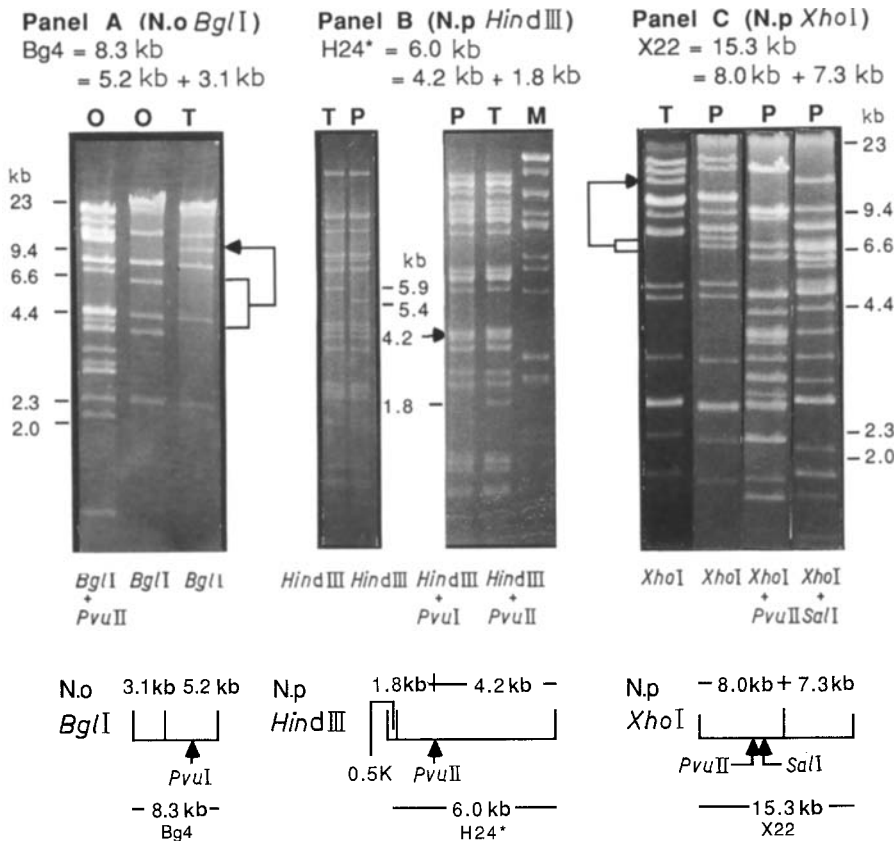 Panel A (N.o BglI)
Bg4 = 8.3 kb
= 5.2 kb + 3.1 kb
O O T
kb
23
9.4
6.6
4.4
2.3
2.0
BglI + PvuII
BglI
BglI
Panel B (N.p HindIII)
H24* = 6.0 kb
= 4.2 kb + 1.8 kb
T P P T M
kb
5.9
5.4
4.2
1.8
HindIII
HindIII
HindIII + PvuI
HindIII + PvuII
Panel C (N.p XhoI)
X22 = 15.3 kb
= 8.0 kb + 7.3 kb
T P P P
kb
23
9.4
6.6
4.4
2.3
2.0
XhoI
XhoI
XhoI + PvuII
XhoI + SalI
N.o 3.1kb 5.2 kb
BglI
PvuI
8.3 kb
Bg4
N.p 1.8kb 4.2 kb
HindIII
0.5K
PvuII
6.0 kb
H24*
N.p 8.0kb + 7.3kb
XhoI
PvuII SalI
15.3 kb
X22